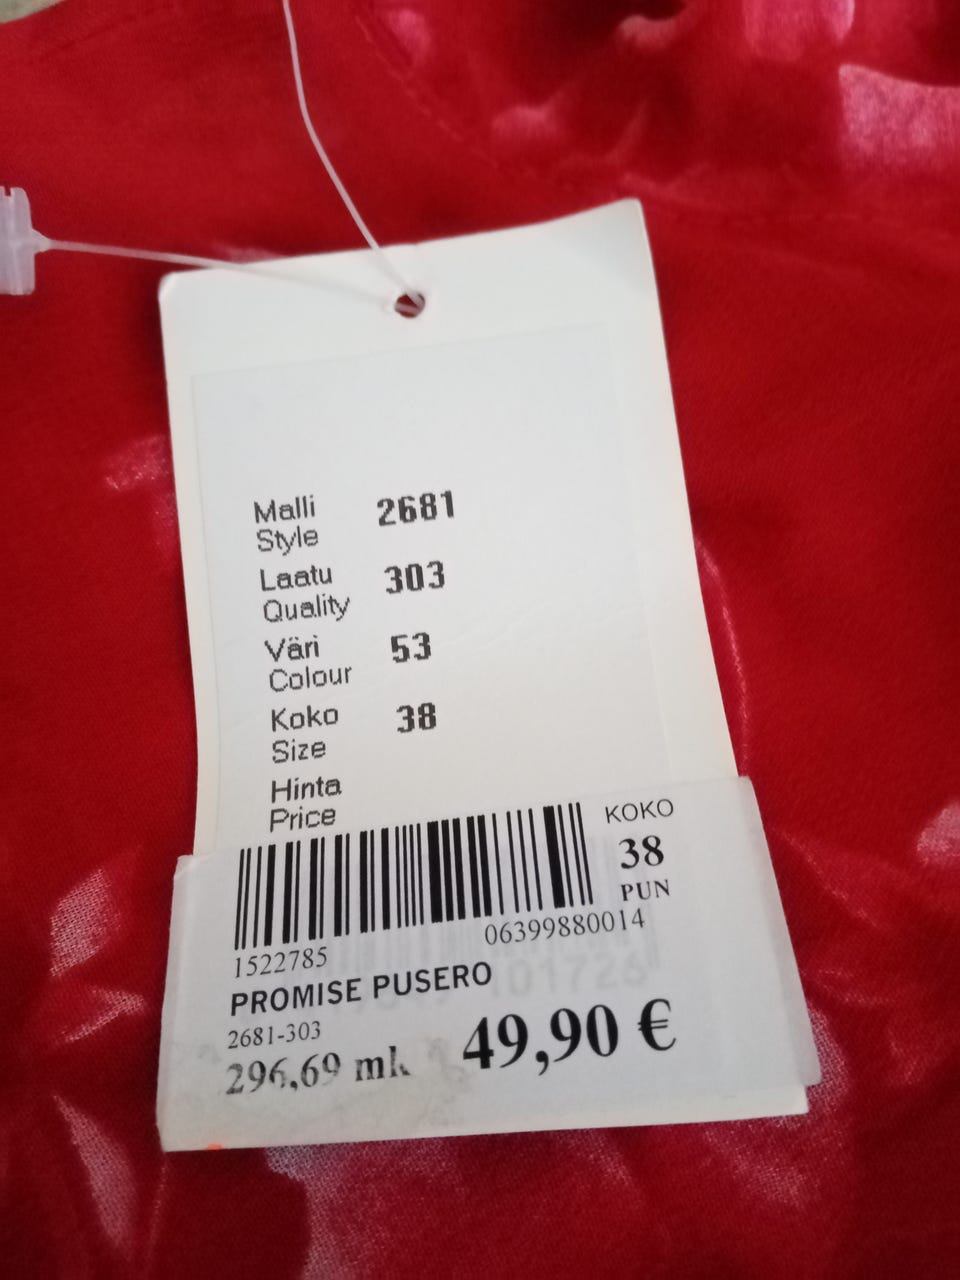 Malli 2681
Style
Laatu 303
Quality
Väri 53
Colour
Koko 38
Size
Hinta
Price
KOKO
38
PUN
06399880014
1522785
PROMISE PUSERO
2681-303
296,69 mk 49,90 €